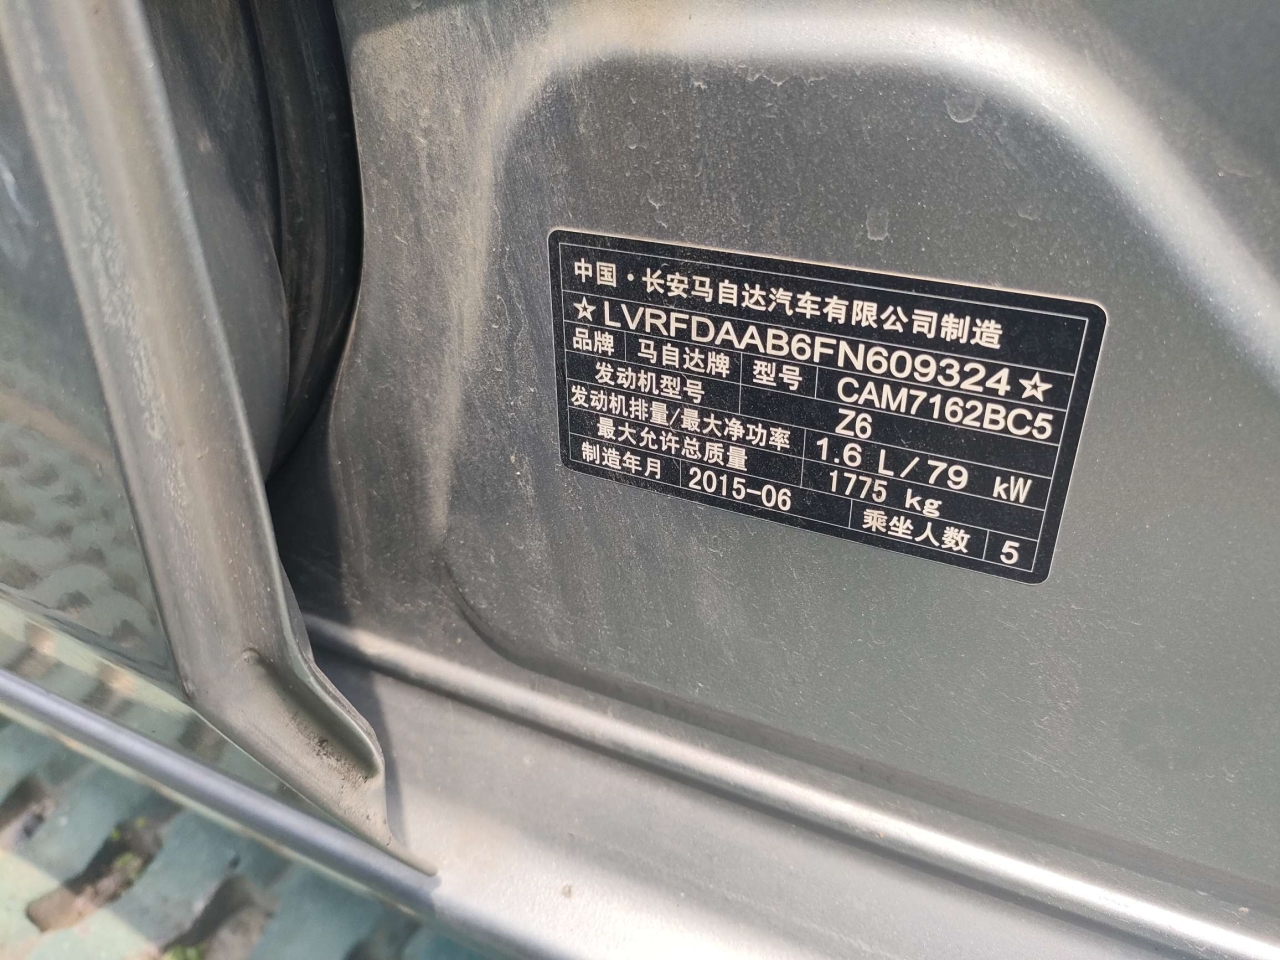 中国·长安马自达汽车有限公司制造
☆LVRFDAAB6FN609324☆
品牌 马自达牌 型号 CAM7162BC5
发动机型号 Z6
发动机排量/最大净功率 1.6 L/79 kW
最大允许总质量 1775 kg
制造年月 2015-06 乘坐人数 5